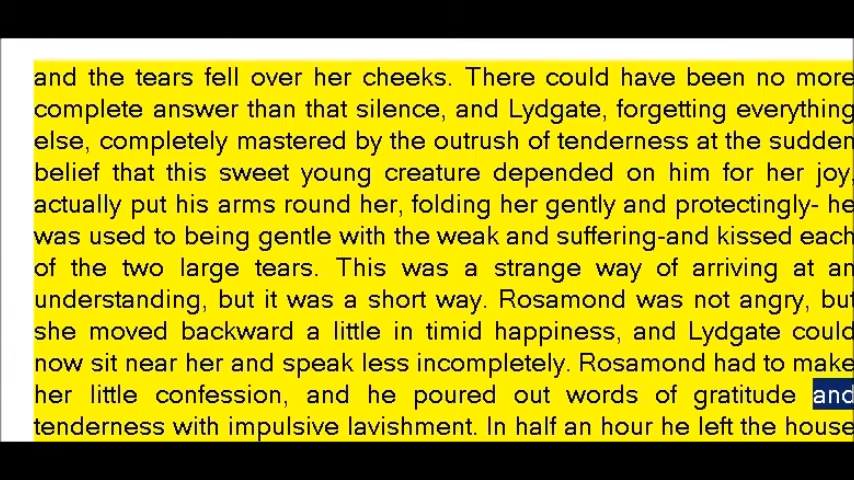 and the tears fell over her cheeks. There could have been no more
complete answer than that silence, and Lydgate, forgetting everything
else, completely mastered by the outrush of tenderness at the sudden
belief that this sweet young creature depended on him for her joy,
actually put his arms round her, folding her gently and protectingly- he
was used to being gentle with the weak and suffering-and kissed each
of the two large tears. This was a strange way of arriving at an
understanding, but it was a short way. Rosamond was not angry, but
she moved backward a little in timid happiness, and Lydgate could
now sit near her and speak less incompletely. Rosamond had to make
her little confession, and he poured out words of gratitude and
tenderness with impulsive lavishment. In half an hour he left the house